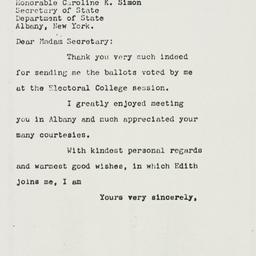 Honorable Caroline K. Simon
Secretary of State
Department of State
Albany, New York.
Dear Madam Secretary:
Thank you very much indeed
for sending me the ballots voted by me
at the Electoral College session.
I greatly enjoyed meeting
you in Albany and much appreciated your
many courtesies.
With kindest personal regards
and warmest good wishes, in which Edith
joins me, I am
Yours very sincerely,